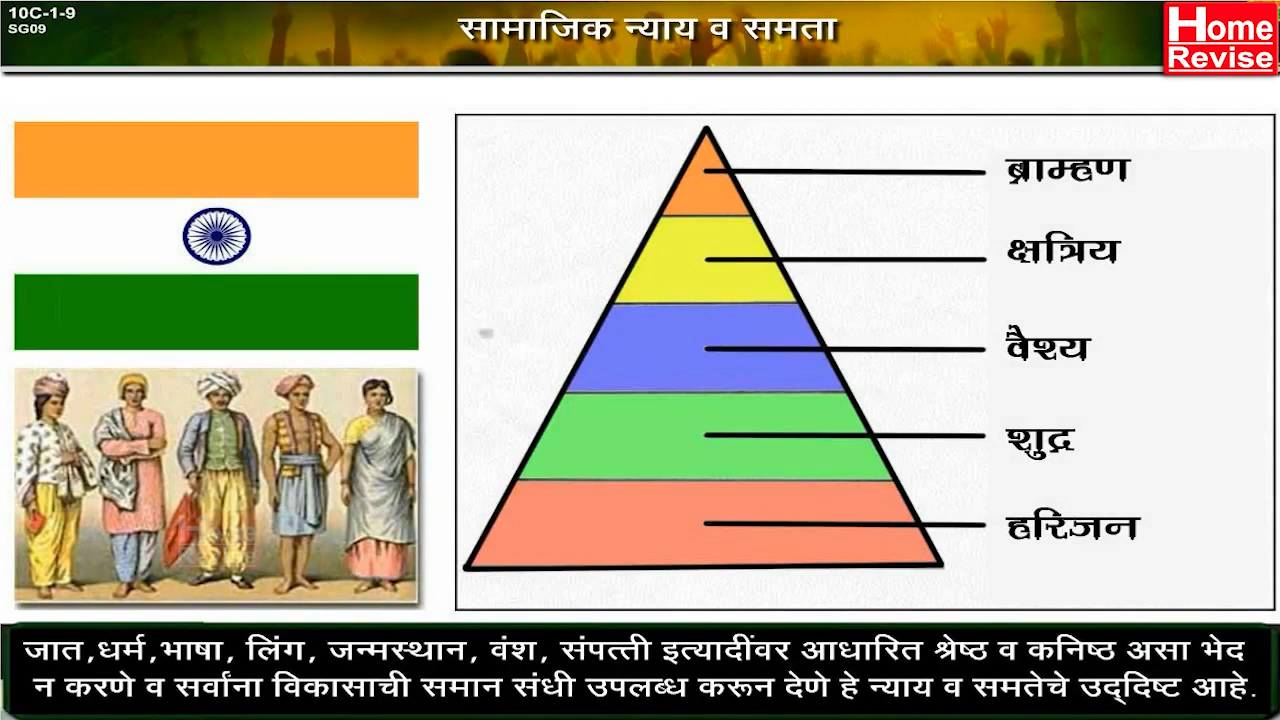 10C-1-9
SG09
सामाजिक न्याय व समता
Home
Revise
ब्राम्हण
क्षत्रिय
वैश्य
शुद्र
हरिजन
जात,धर्म,भाषा, लिंग, जन्मस्थान, वंश, संपत्ती इत्यादींवर आधारित श्रेष्ठ व कनिष्ठ असा भेद
न करणे व सर्वांना विकासाची समान संधी उपलब्ध करून देणे हे न्याय व समतेचे उद्दिष्ट आहे.